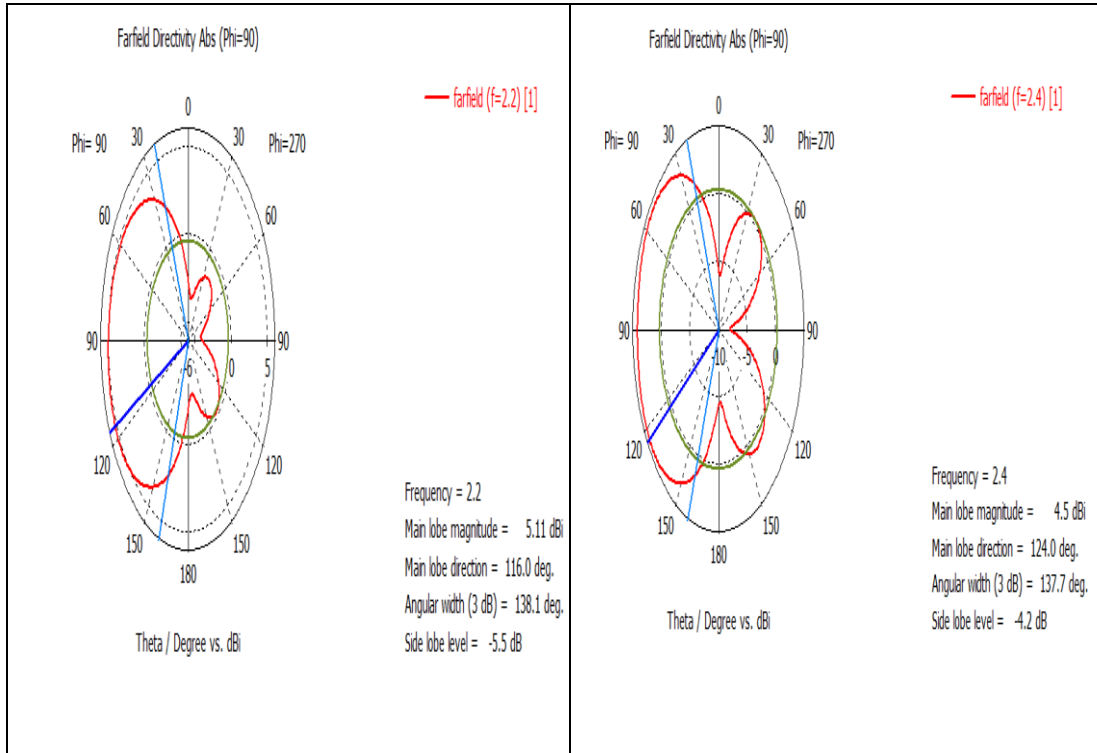 Farfield Directivity Abs (Phi=90)
farfield (f=2.2) [1]
0
Phi= 90
30
30
Phi=270
60
60
90
-6
0
5
90
120
120
150
150
180
Frequency = 2.2
Main lobe magnitude = 5.11 dBi
Main lobe direction = 116.0 deg.
Angular width (3 dB) = 138.1 deg.
Side lobe level = -5.5 dB
Theta / Degree vs. dBi
Farfield Directivity Abs (Phi=90)
farfield (f=2.4) [1]
0
Phi= 90
30
30
Phi=270
60
60
90
-10
-5
0
90
120
120
150
150
180
Frequency = 2.4
Main lobe magnitude = 4.5 dBi
Main lobe direction = 124.0 deg.
Angular width (3 dB) = 137.7 deg.
Side lobe level = -4.2 dB
Theta / Degree vs. dBi